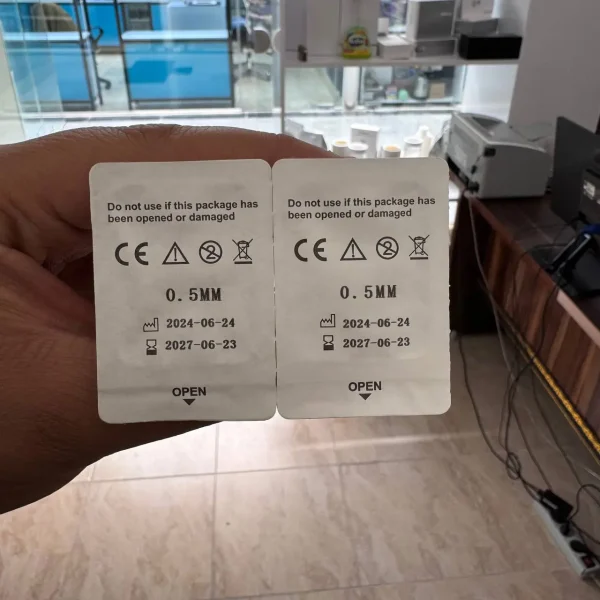 Do not use if this package has
been opened or damaged
CE
2
0.5MM
2024-06-24
2027-06-23
OPEN
Do not use if this package has
been opened or damaged
CE
2
0.5MM
2024-06-24
2027-06-23
OPEN